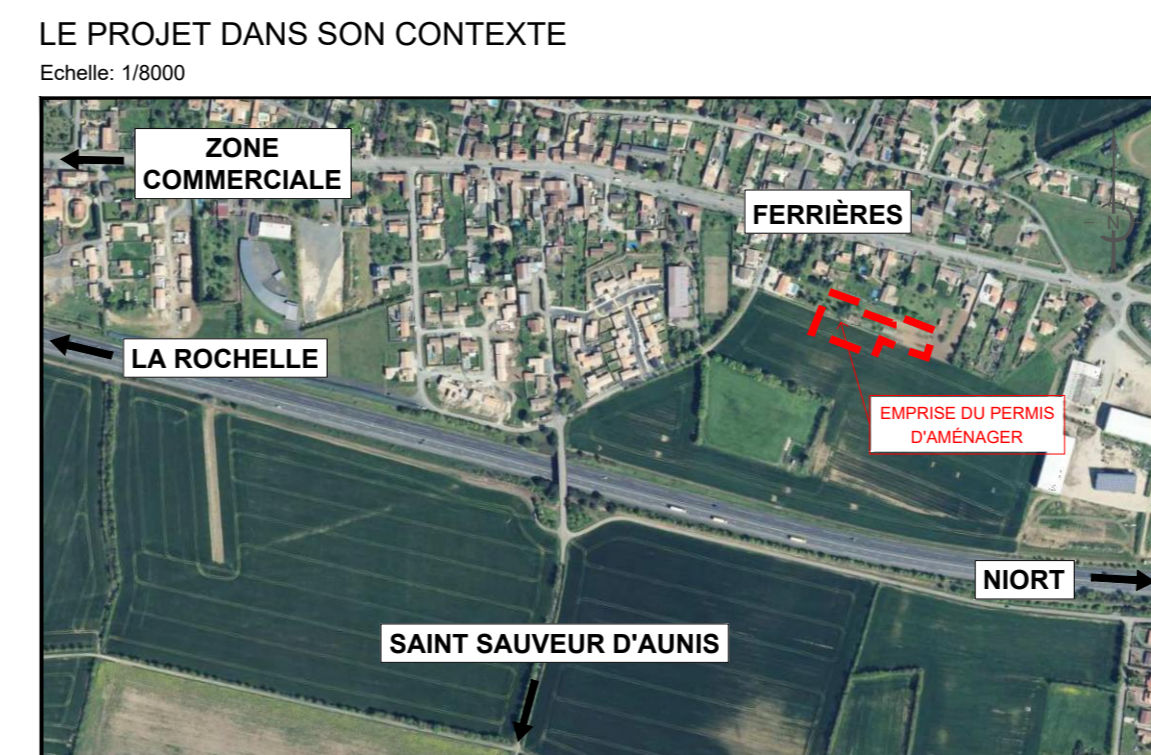 LE PROJET DANS SON CONTEXTE
Echelle: 1/8000
ZONE
COMMERCIALE
FERRIÈRES
N
LA ROCHELLE
EMPRISE DU PERMIS
D'AMÉNAGER
NIORT
SAINT SAUVEUR D'AUNIS